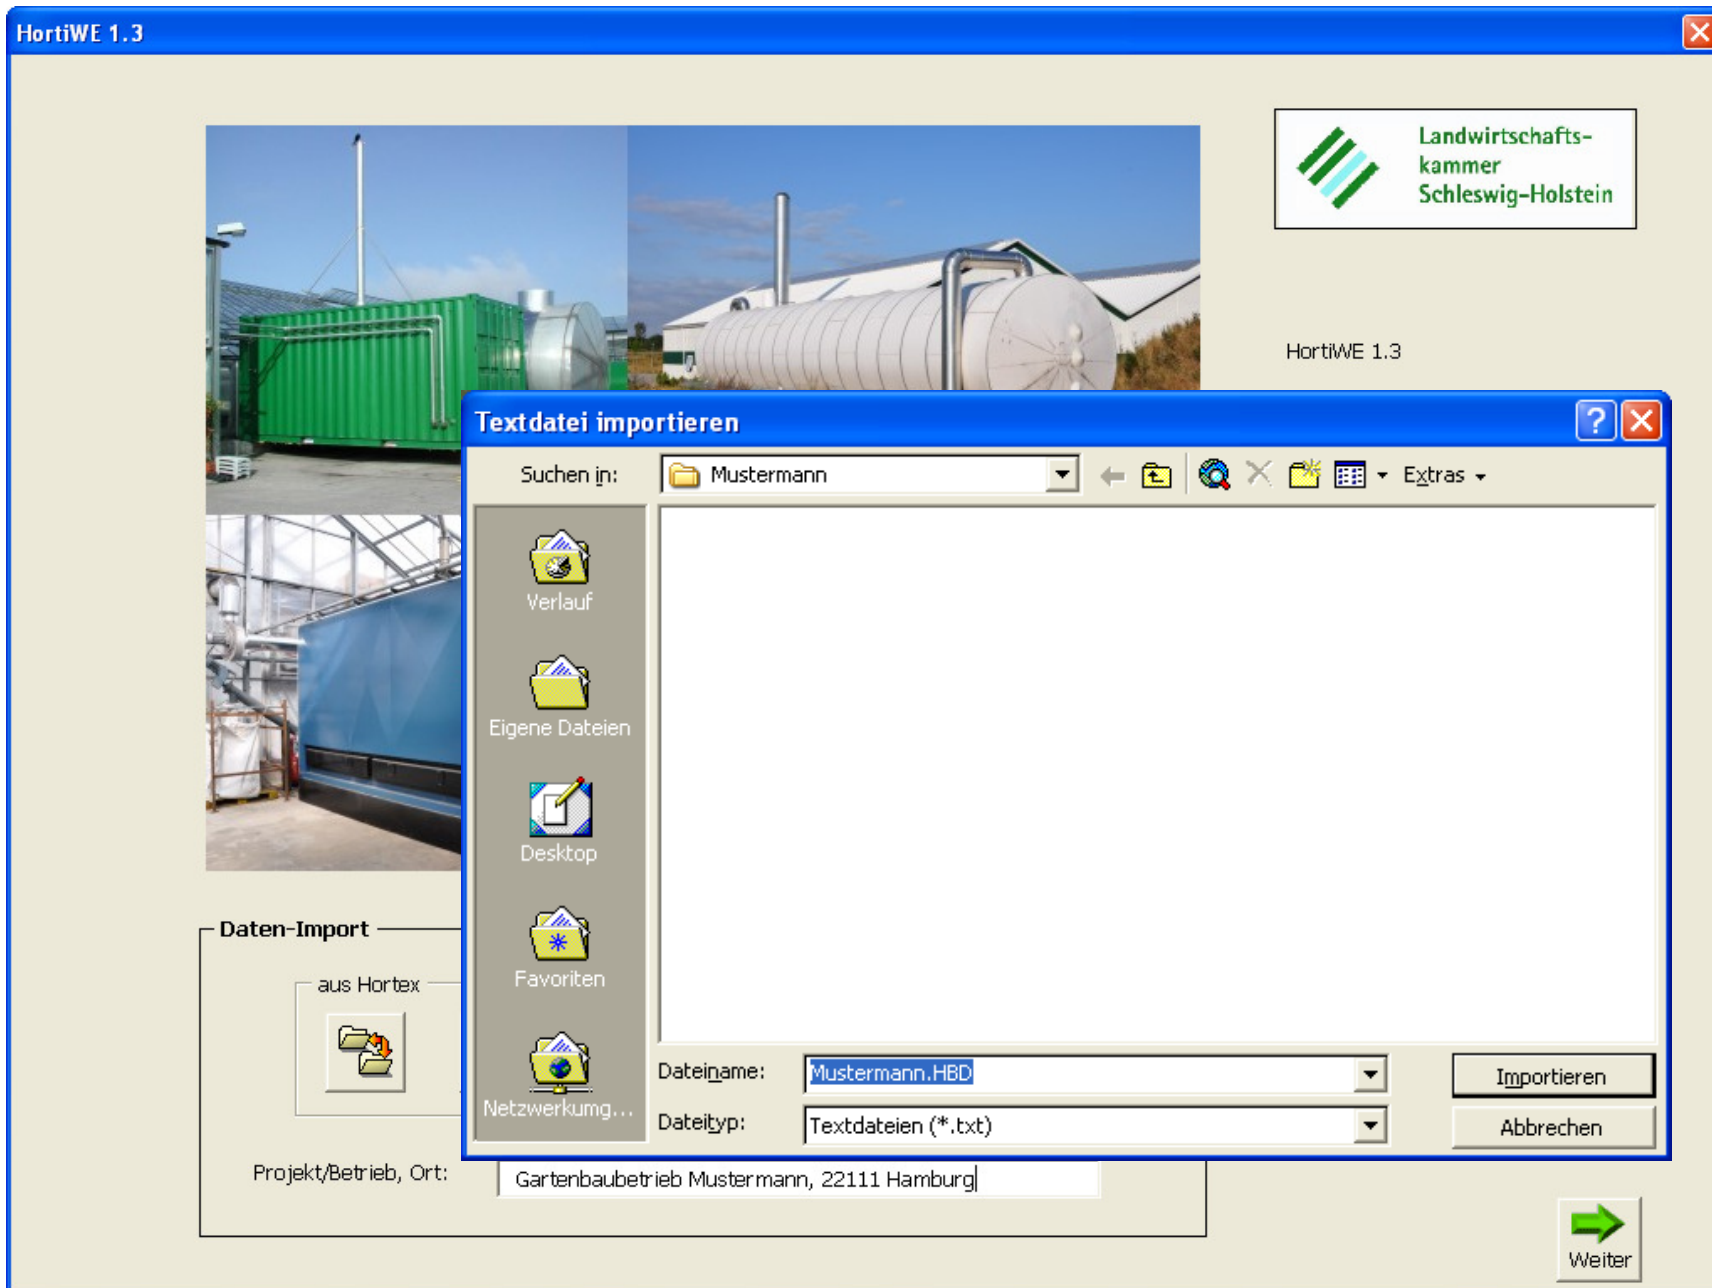 HortiWE 1.3
Landwirtschafts-
kammer
Schleswig-Holstein
HortiWE 1.3
Textdatei importieren
Suchen in:
Mustermann
Extras
Verlauf
Eigene Dateien
Desktop
Favoriten
Netzwerkumg...
Dateiname:
Mustermann.HBD
Importieren
Dateityp:
Textdateien (*.txt)
Abbrechen
Daten-Import
aus Hortex
Projekt/Betrieb, Ort:
Gartenbaubetrieb Mustermann, 22111 Hamburg
Weiter